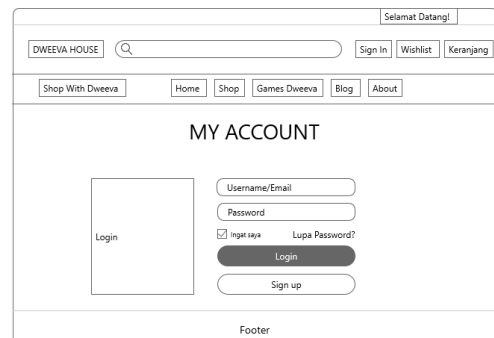 Selamat Datang!
DWEEVA HOUSE Sign In Wishlist Keranjang
Shop With Dweeva Home Shop Games Dweeva Blog About
MY ACCOUNT
Username/Email
Password
Login
Ingat saya Lupa Password?
Login
Sign up
Footer